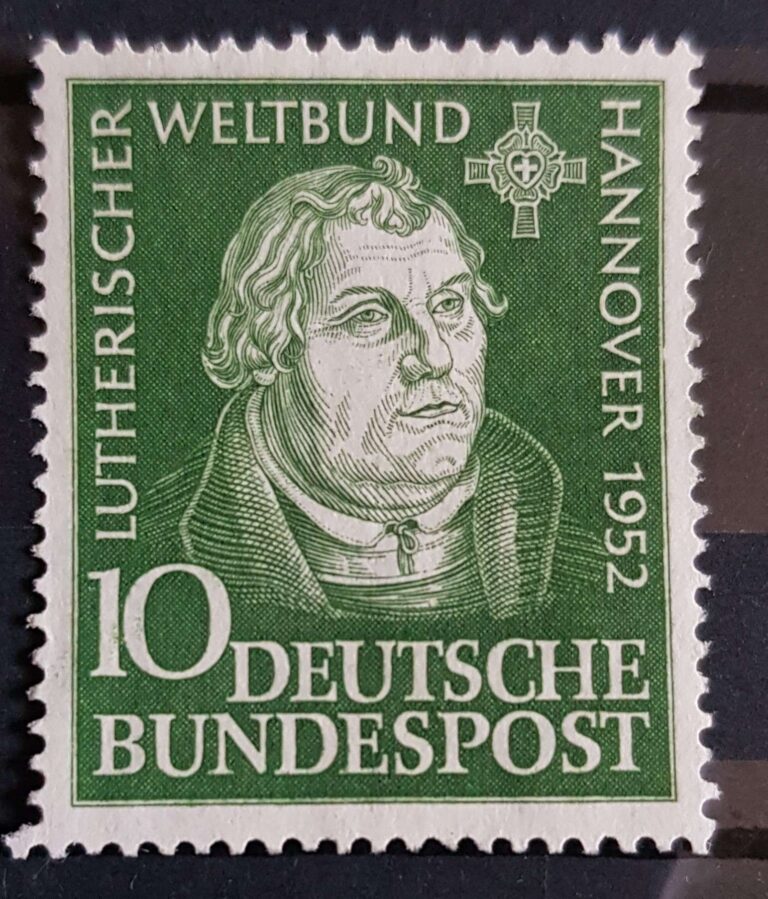 LUTHERISCHER
WELTBUND
HANNOVER 1952
10
DEUTSCHE
BUNDESPOST